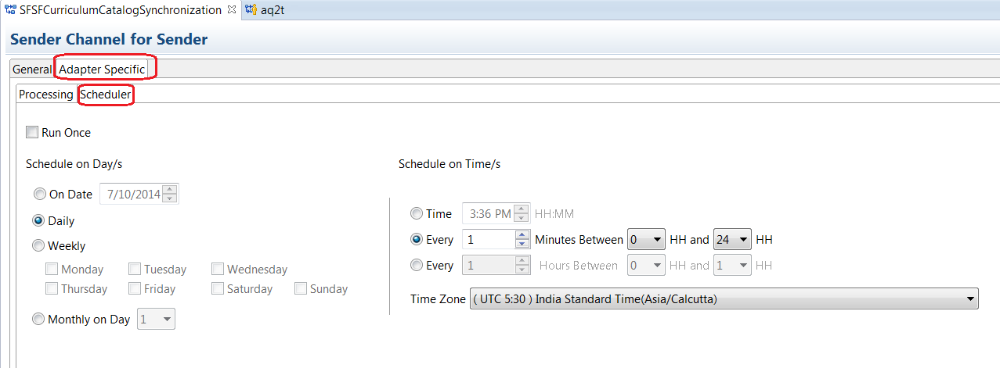 SFSFCurriculumCatalogSynchronization aq2t
Sender Channel for Sender
General Adapter Specific
Processing Scheduler
Run Once
Schedule on Day/s
On Date 7/10/2014
Daily
Weekly
Monday Tuesday Wednesday
Thursday Friday Saturday Sunday
Monthly on Day 1
Schedule on Time/s
Time 3:36 PM HH:MM
Every 1 Minutes Between 0 HH and 24 HH
Every 1 Hours Between 0 HH and 1 HH
Time Zone ( UTC 5:30 ) India Standard Time(Asia/Calcutta)